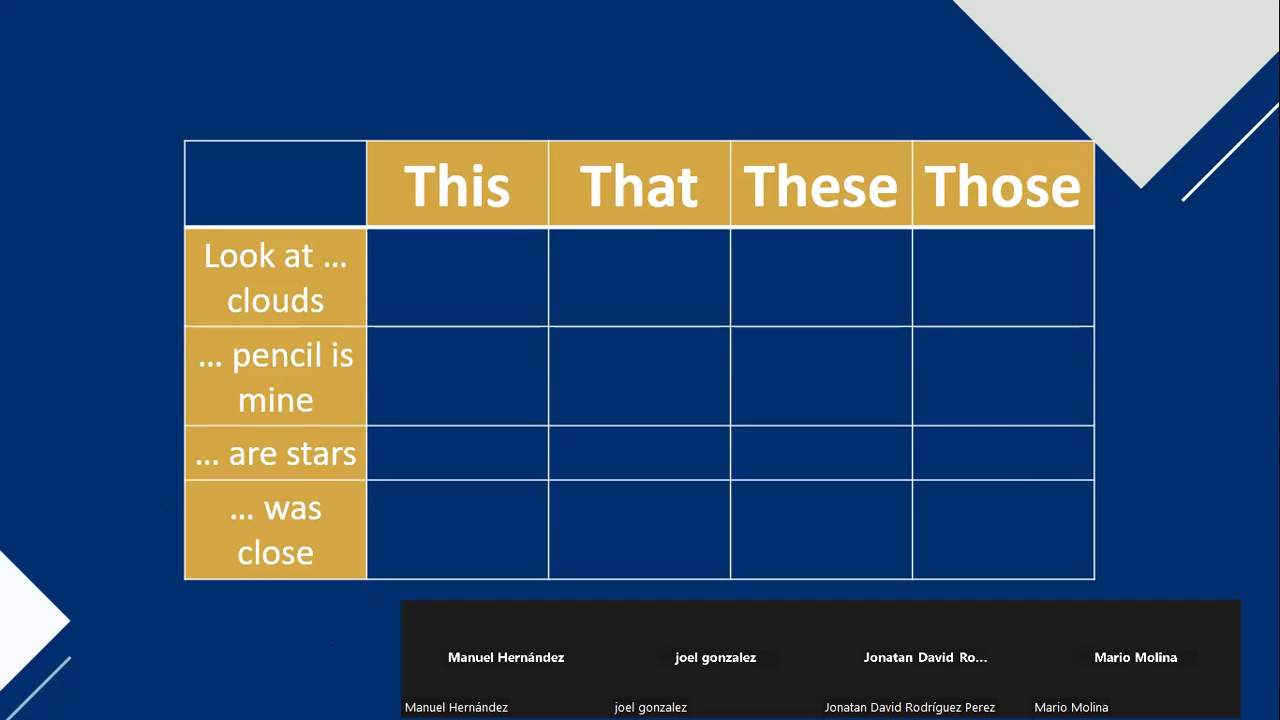 This That These Those
Look at ...
clouds
... pencil is
mine
... are stars
... was
close
Manuel Hernández joel gonzalez Jonatan David Ro... Mario Molina
Manuel Hernández joel gonzalez Jonatan David Rodríguez Perez Mario Molina